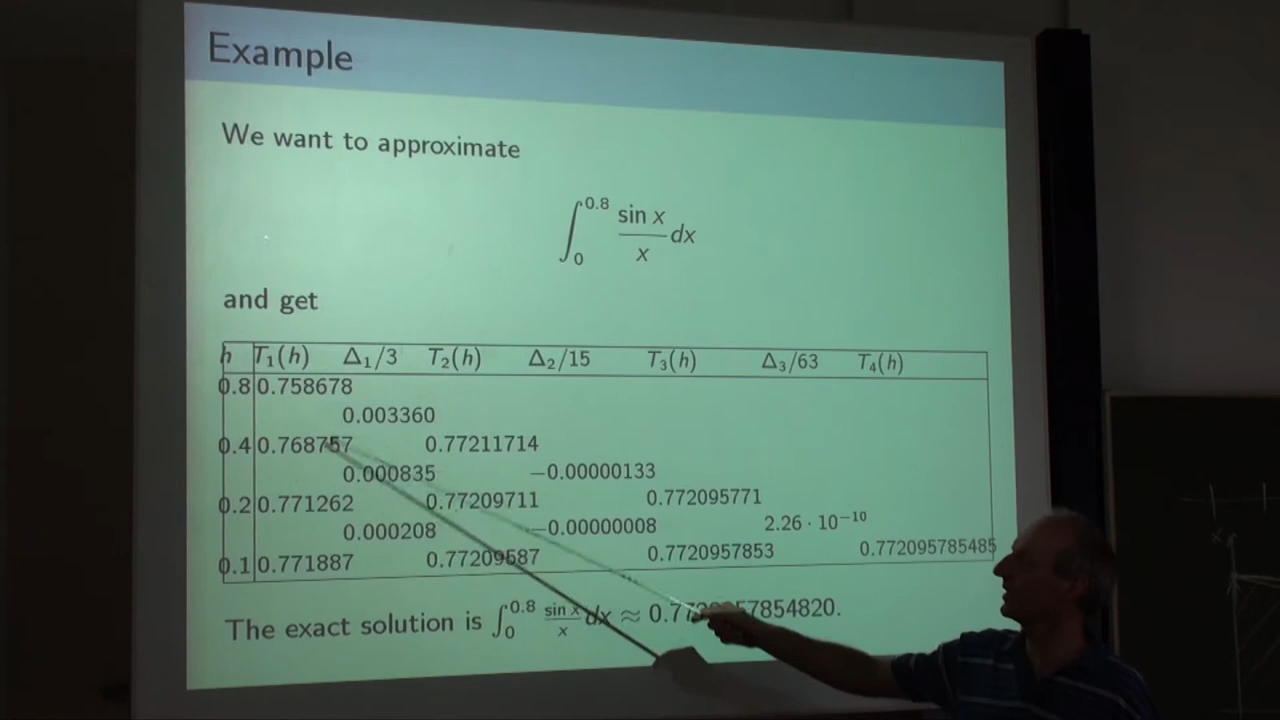 Example
We want to approximate
∫₀^0.8 sin x / x dx
and get
h T₁(h) Δ₁/3 T₂(h) Δ₂/15 T₃(h) Δ₃/63 T₄(h)
0.8 0.758678
0.003360
0.4 0.768757 0.77211714
0.000835 −0.00000133
0.2 0.771262 0.77209711 0.772095771
0.000208 −0.00000008 2.26 · 10⁻¹⁰
0.1 0.771887 0.77209587 0.7720957853 0.772095785485
The exact solution is ∫₀^0.8 sin x / x dx ≈